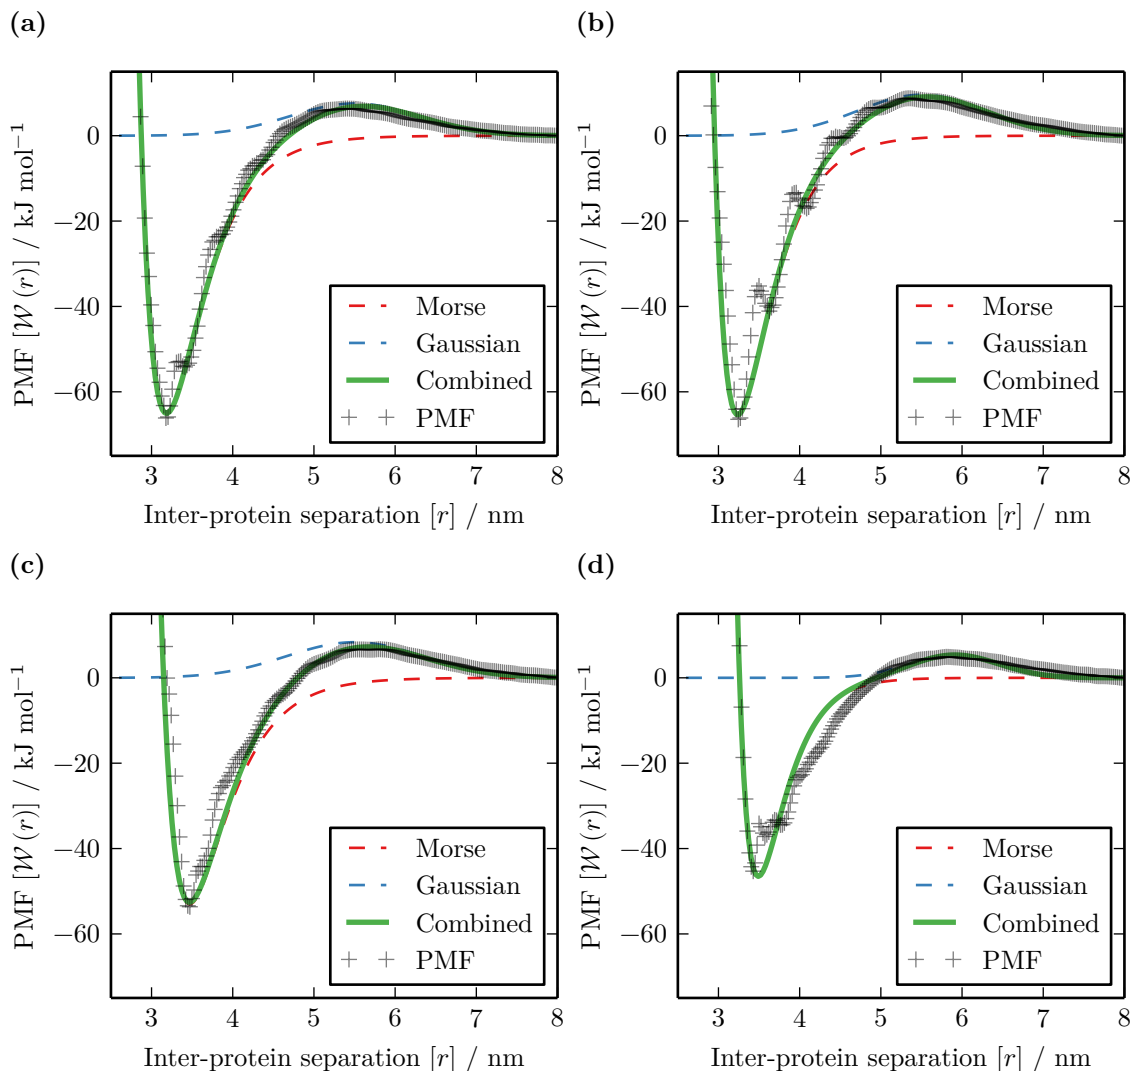 (a)
PMF [𝒲 (r)] / kJ mol⁻¹
0
−20
−40
−60
3 4 5 6 7 8
Inter-protein separation [r] / nm
Morse
Gaussian
Combined
PMF
(b)
PMF [𝒲 (r)] / kJ mol⁻¹
0
−20
−40
−60
3 4 5 6 7 8
Inter-protein separation [r] / nm
Morse
Gaussian
Combined
PMF
(c)
PMF [𝒲 (r)] / kJ mol⁻¹
0
−20
−40
−60
3 4 5 6 7 8
Inter-protein separation [r] / nm
Morse
Gaussian
Combined
PMF
(d)
PMF [𝒲 (r)] / kJ mol⁻¹
0
−20
−40
−60
3 4 5 6 7 8
Inter-protein separation [r] / nm
Morse
Gaussian
Combined
PMF